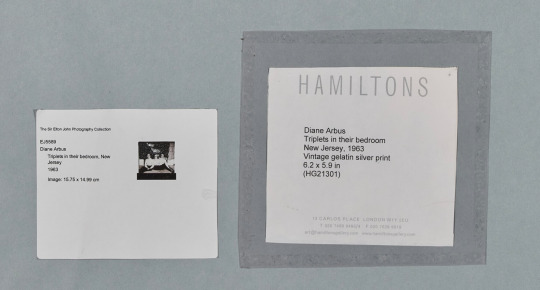 The Sir Elton John Photography Collection
EJ5589
Diane Arbus
Triplets in their bedroom, New
Jersey
1963
Image: 15.75 x 14.99 cm
HAMILTONS
Diane Arbus
Triplets in their bedroom
New Jersey, 1963
Vintage gelatin silver print
6.2 x 5.9 in
(HG21301)
13 CARLOS PLACE LONDON